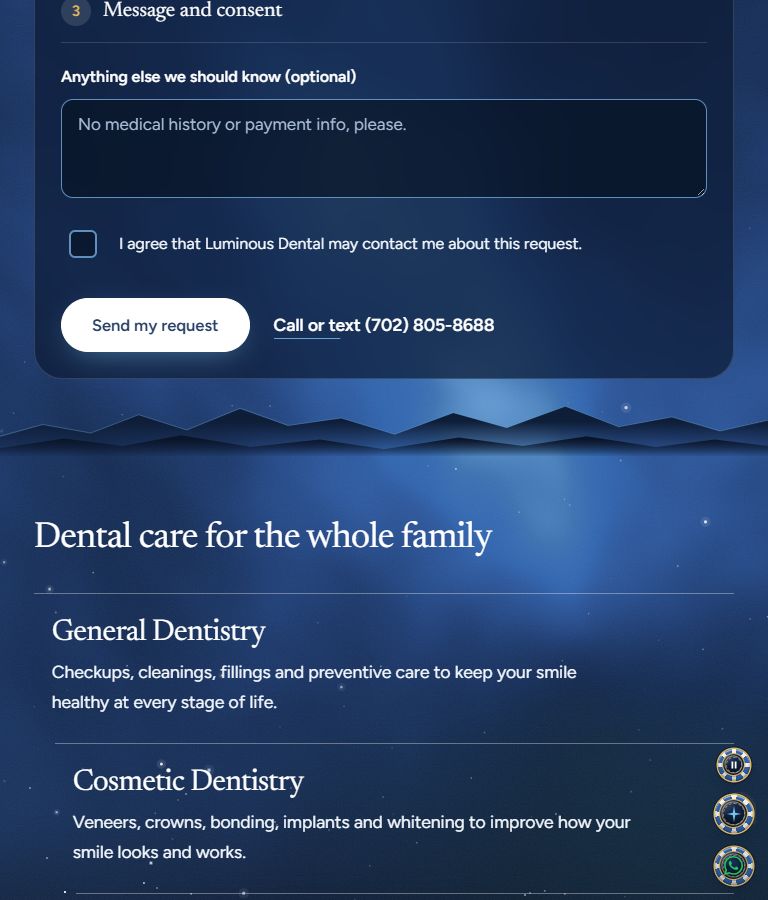 3 Message and consent
Anything else we should know (optional)
No medical history or payment info, please.
I agree that Luminous Dental may contact me about this request.
Send my request
Call or text (702) 805-8688
Dental care for the whole family
General Dentistry
Checkups, cleanings, fillings and preventive care to keep your smile
healthy at every stage of life.
Cosmetic Dentistry
Veneers, crowns, bonding, implants and whitening to improve how your
smile looks and works.